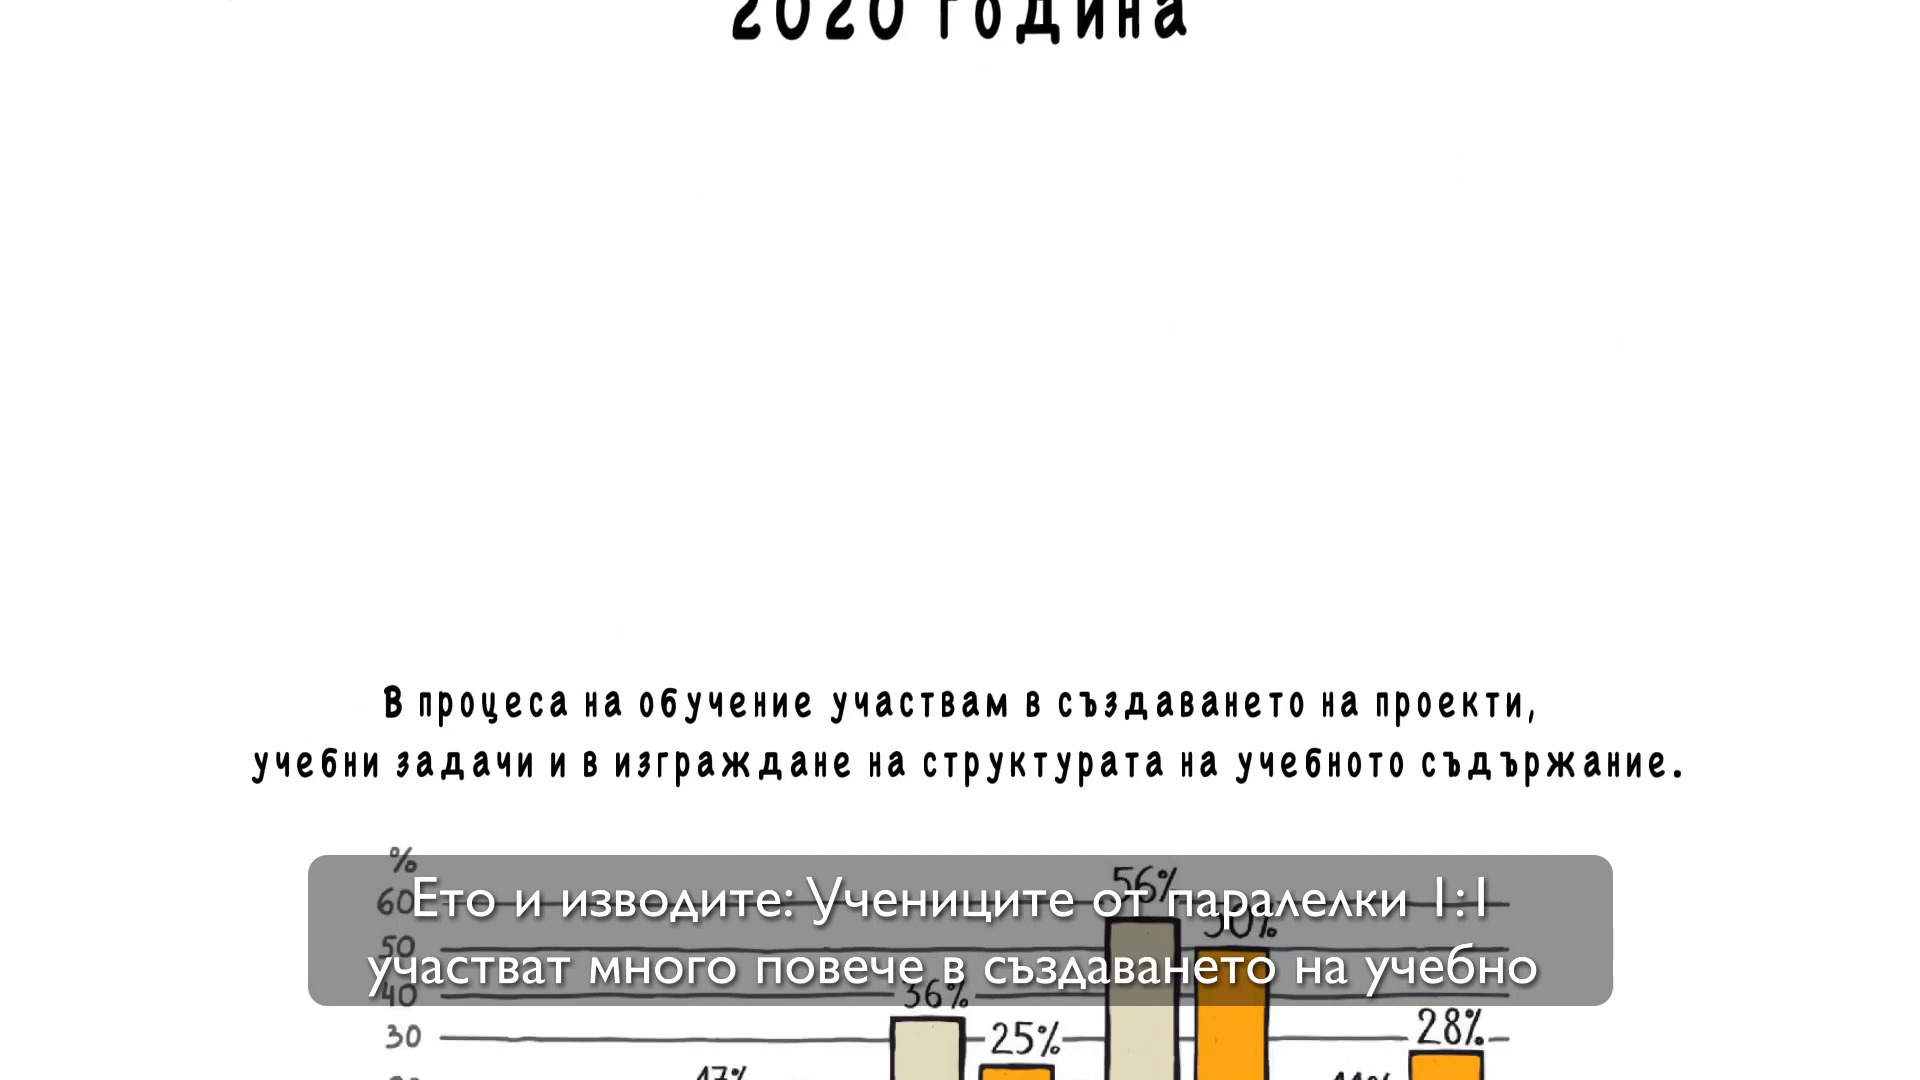 2020 година
В процеса на обучение участвам в създаването на проекти,
учебни задачи и в изграждане на структурата на учебното съдържание.
%
60
56%
Ето и изводите: Учениците от паралелки 1:1
50%
50
участват много повече в създаването на учебно
40
36%
30
25%
28%